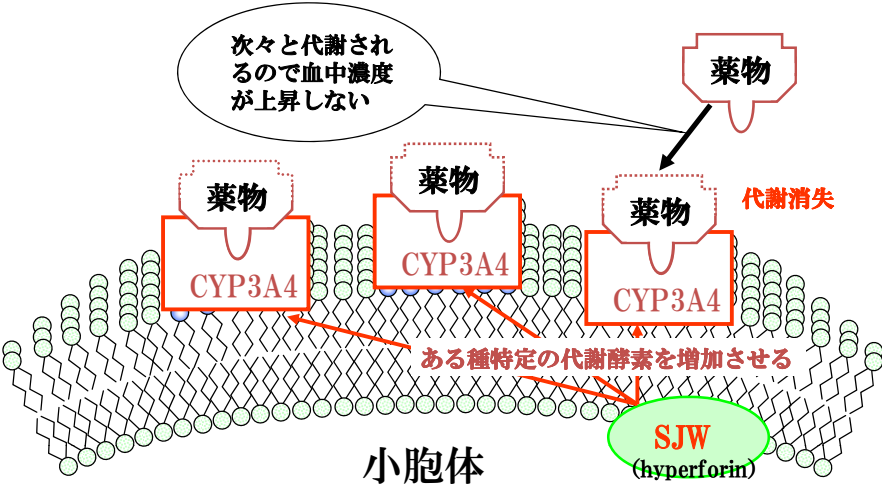 次々と代謝され
るので血中濃度
が上昇しない
薬物
薬物
薬物
薬物
代謝消失
CYP3A4
CYP3A4
CYP3A4
ある種特定の代謝酵素を増加させる
SJW
(hyperforin)
小胞体